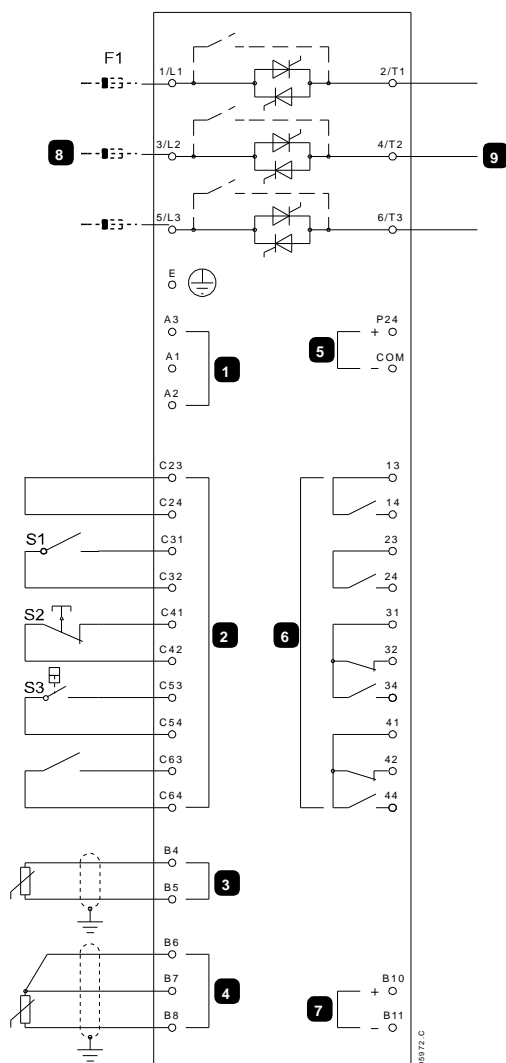 F1
1/L1
2/T1
8
3/L2
4/T2
9
5/L3
6/T3
E
A3
P24
+
5
1
A1
COM
–
A2
C23
13
C24
14
S1
C31
23
C32
24
S2
C41
31
2
6
C42
32
S3
C53
34
C54
41
C63
42
C64
44
B4
3
B5
B6
B7
4
B10
+
7
B8
B11
–
05972.C